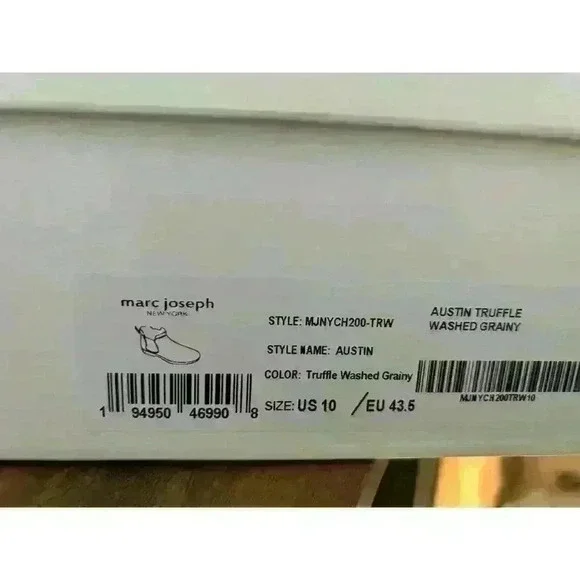 marc joseph
NEW YORK
1 94950 46990 8
STYLE: MJNYCH200-TRW
STYLE NAME: AUSTIN
COLOR: Truffle Washed Grainy
SIZE: US 10 / EU 43.5
AUSTIN TRUFFLE
WASHED GRAINY
MJNYCH200TRW10